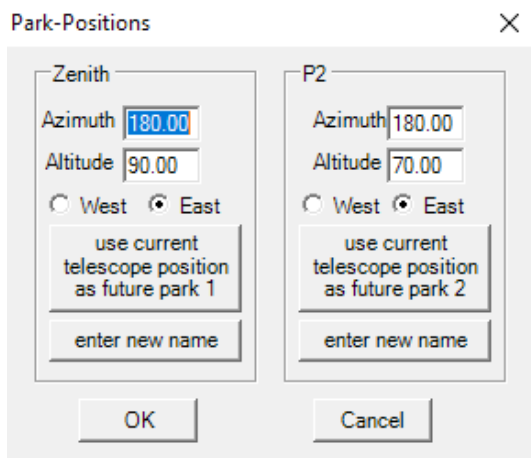 Park-Positions
Zenith
Azimuth 180.00
Altitude 90.00
West East
use current
telescope position
as future park 1
enter new name
P2
Azimuth 180.00
Altitude 70.00
West East
use current
telescope position
as future park 2
enter new name
OK
Cancel